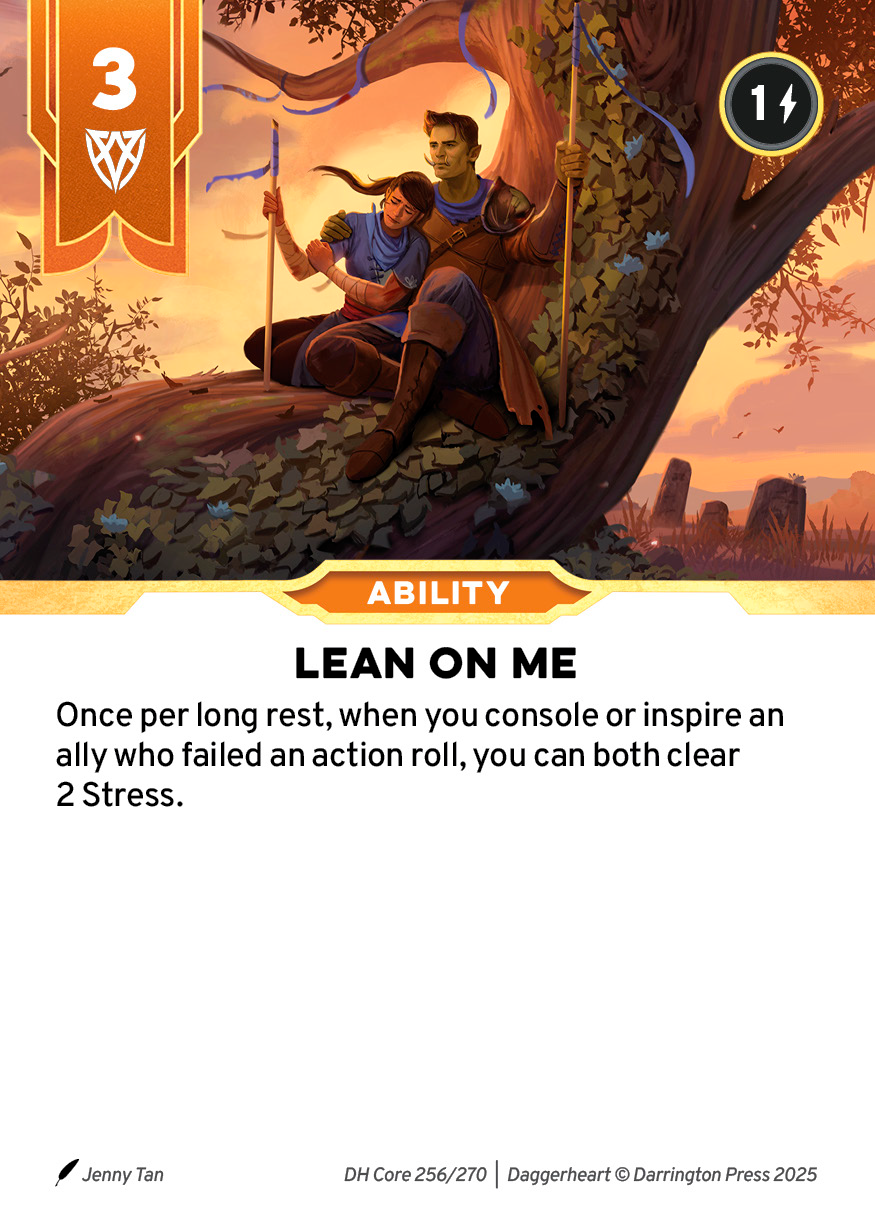 3
1
ABILITY
LEAN ON ME
Once per long rest, when you console or inspire an
ally who failed an action roll, you can both clear
2 Stress.
Jenny Tan
DH Core 256/270 | Daggerheart © Darrington Press 2025